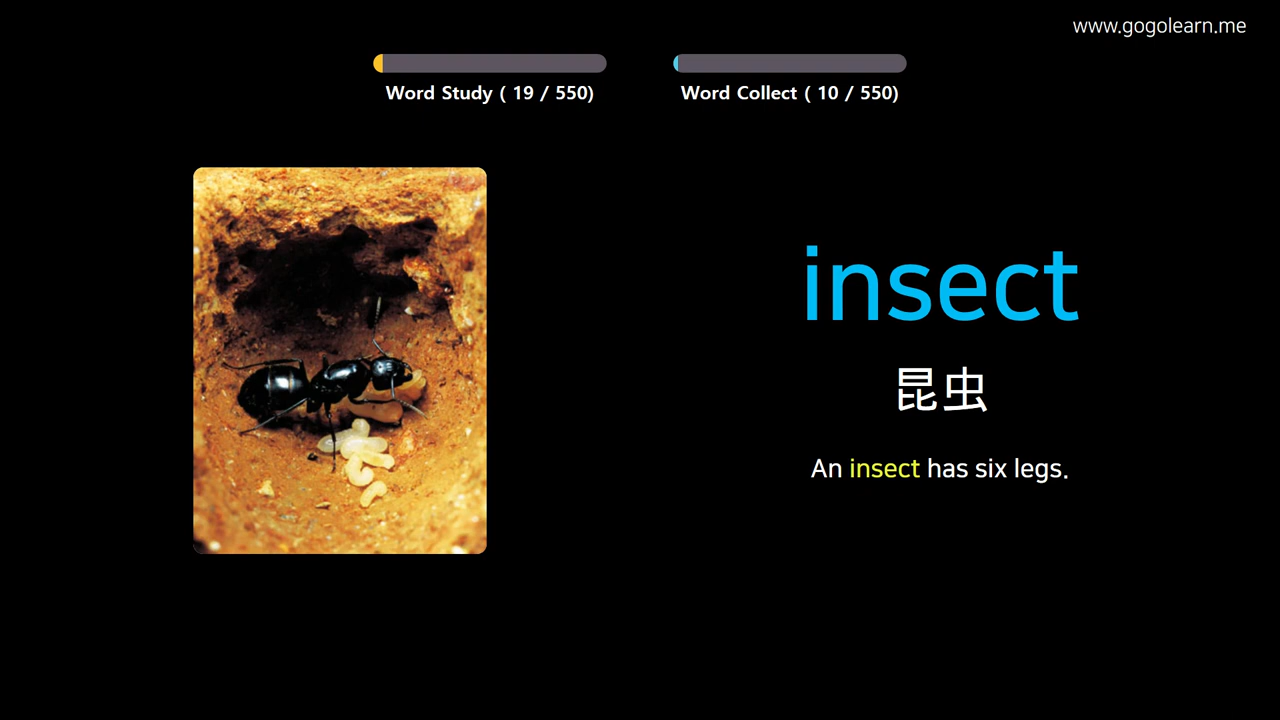 www.gogolearn.me
Word Study ( 19 / 550)
Word Collect ( 10 / 550)
insect
昆虫
An insect has six legs.